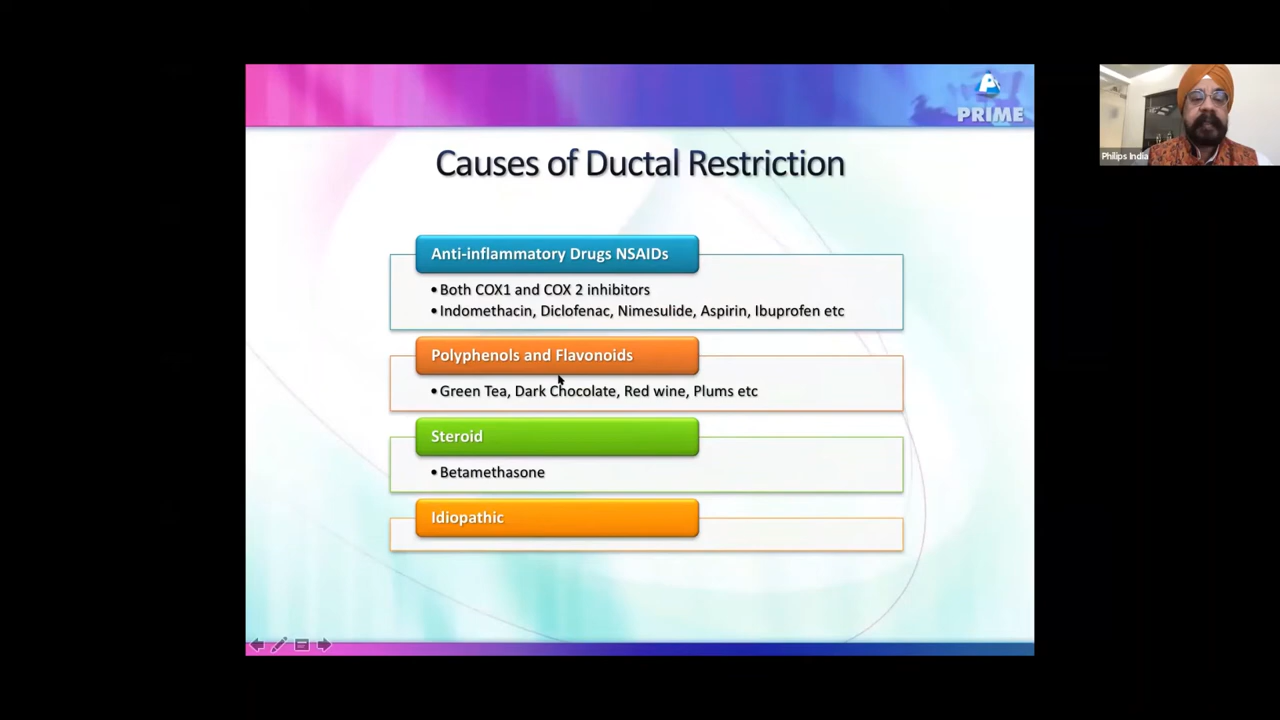 PRIME
Philips India
Causes of Ductal Restriction
Anti-inflammatory Drugs NSAIDs
•Both COX1 and COX 2 inhibitors
•Indomethacin, Diclofenac, Nimesulide, Aspirin, Ibuprofen etc
Polyphenols and Flavonoids
•Green Tea, Dark Chocolate, Red wine, Plums etc
Steroid
•Betamethasone
Idiopathic